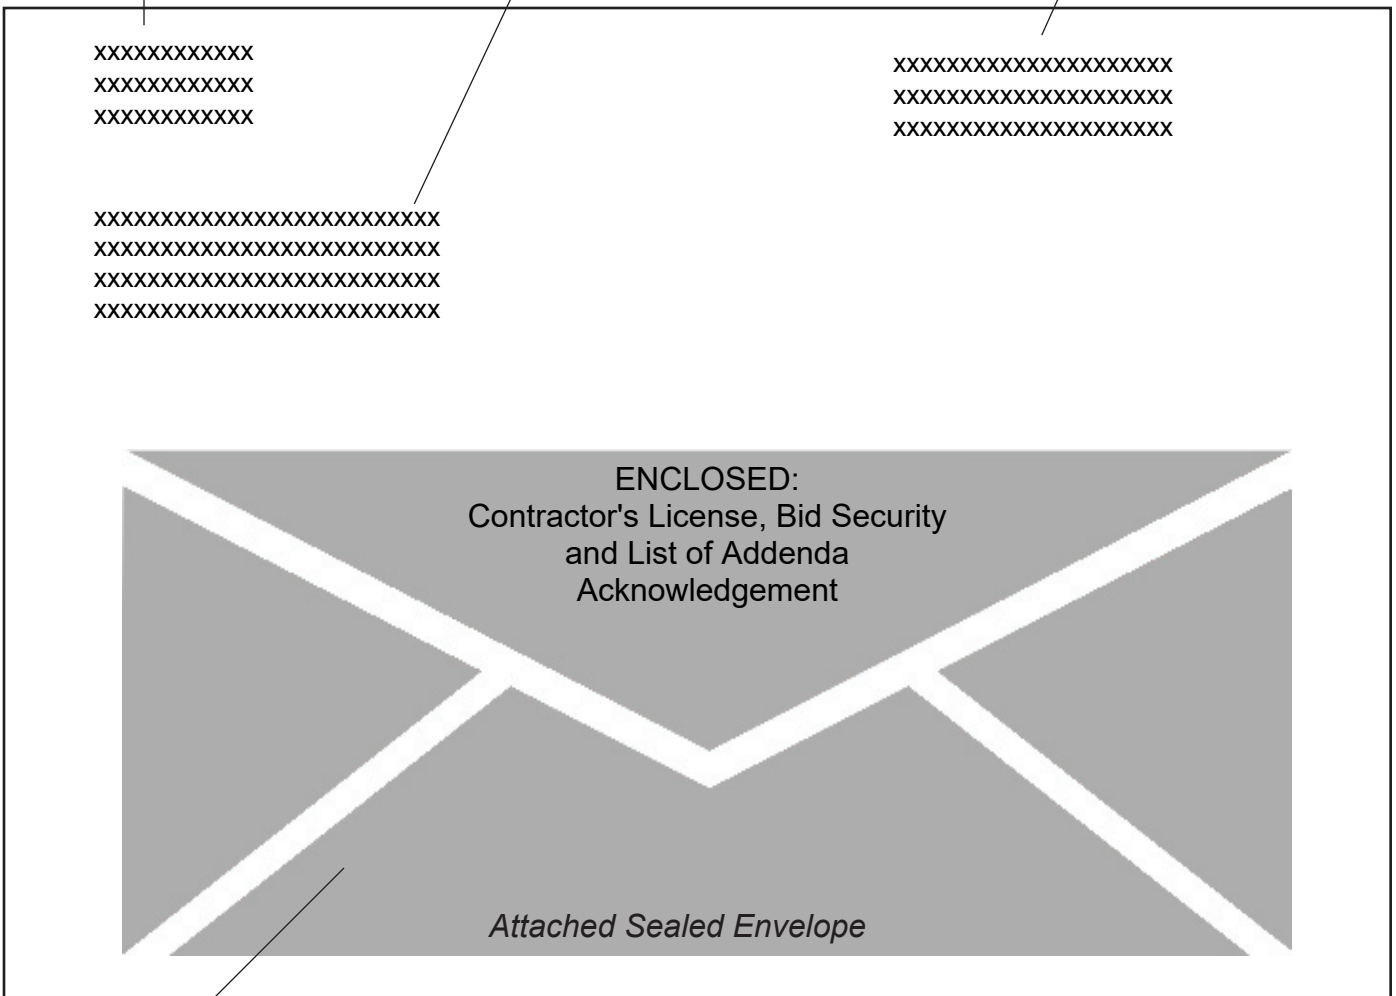 xxxxxxxxxxxx
xxxxxxxxxxxx
xxxxxxxxxxxx
xxxxxxxxxxxxxxxxxxxxx
xxxxxxxxxxxxxxxxxxxxx
xxxxxxxxxxxxxxxxxxxxx
xxxxxxxxxxxxxxxxxxxxxxxxxx
xxxxxxxxxxxxxxxxxxxxxxxxxx
xxxxxxxxxxxxxxxxxxxxxxxxxx
xxxxxxxxxxxxxxxxxxxxxxxxxx
ENCLOSED:
Contractor's License, Bid Security
and List of Addenda
Acknowledgement
Attached Sealed Envelope